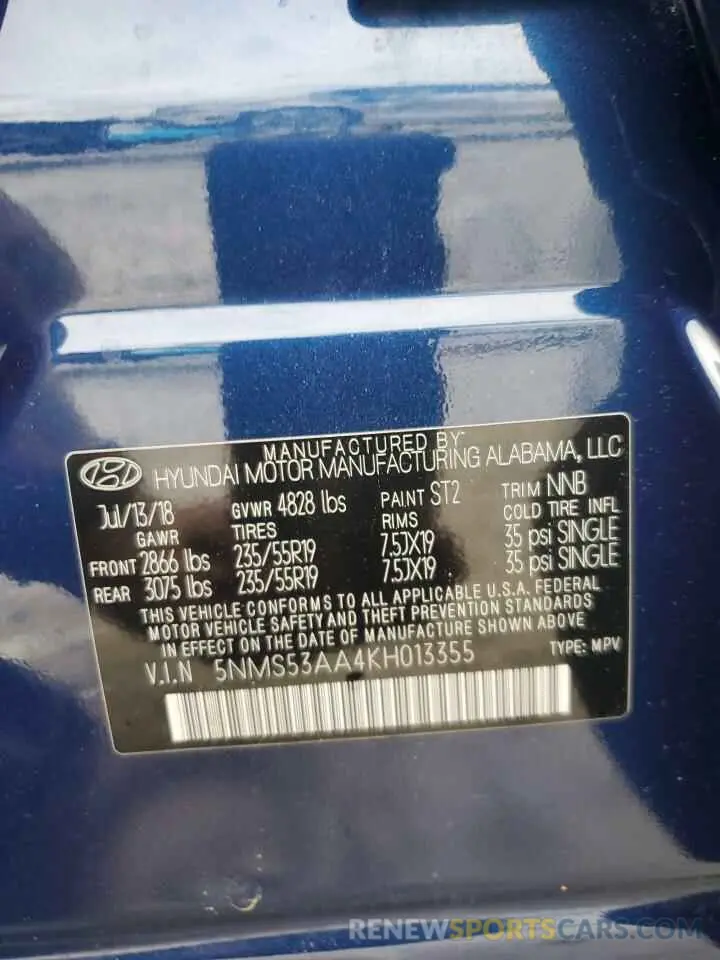 MANUFACTURED BY:
HYUNDAI MOTOR MANUFACTURING ALABAMA, LLC
Jul/13/18 GVWR 4828 lbs PAINT ST2 TRIM NNB
GAWR TIRES RIMS COLD TIRE INFL
FRONT 2866 lbs 235/55R19 7.5JX19 35 psi SINGLE
REAR 3075 lbs 235/55R19 7.5JX19 35 psi SINGLE
THIS VEHICLE CONFORMS TO ALL APPLICABLE U.S.A. FEDERAL
MOTOR VEHICLE SAFETY AND THEFT PREVENTION STANDARDS
IN EFFECT ON THE DATE OF MANUFACTURE SHOWN ABOVE
V.I.N 5NMS53AA4KH013355 TYPE: MPV
RENEWSPORTSCARS.COM